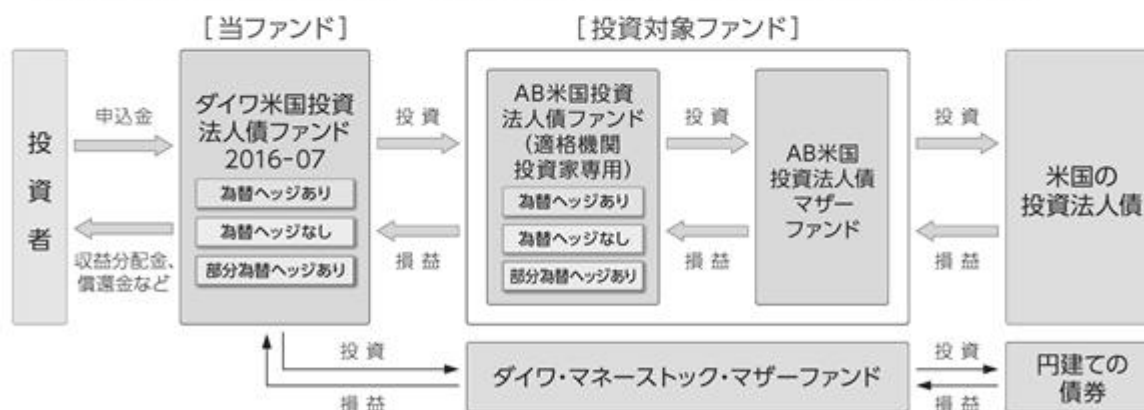 [当ファンド]
[投資対象ファンド]
投資者
申込金
収益分配金、
償還金など
ダイワ米国投資
法人債ファンド
2016-07
為替ヘッジあり
為替ヘッジなし
部分為替ヘッジあり
投資
損益
AB米国投資
法人債ファンド
(適格機関
投資家専用)
為替ヘッジあり
為替ヘッジなし
部分為替ヘッジあり
投資
損益
AB米国
投資法人債
マザー
ファンド
投資
損益
米国の
投資法人債
投資
損益
ダイワ・マネーストック・マザーファンド
投資
損益
円建ての
債券